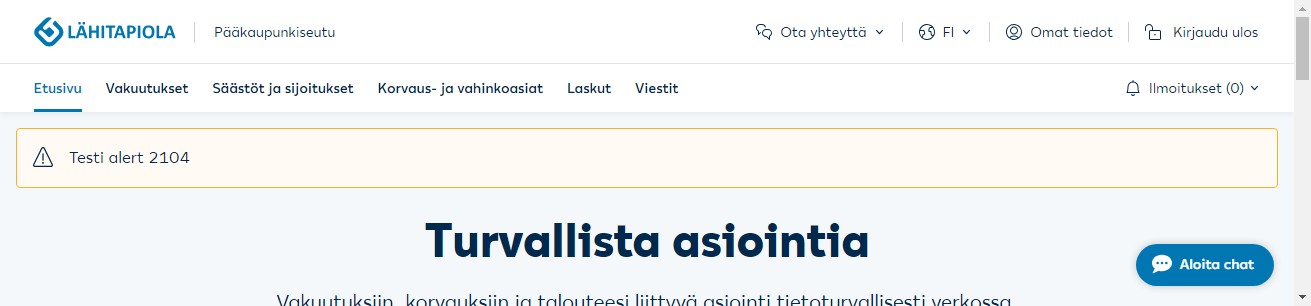 LÄHITAPIOLA Pääkaupunkiseutu Ota yhteyttä FI Omat tiedot Kirjaudu ulos
Etusivu Vakuutukset Säästöt ja sijoitukset Korvaus- ja vahinkoasiat Laskut Viestit Ilmoitukset (0)
Testi alert 2104
Turvallista asiointia
Aloita chat
Vakuutuksiin, korvauksiin ja talouteesi liittyvä asiointi tietoturvallisesti verkossa